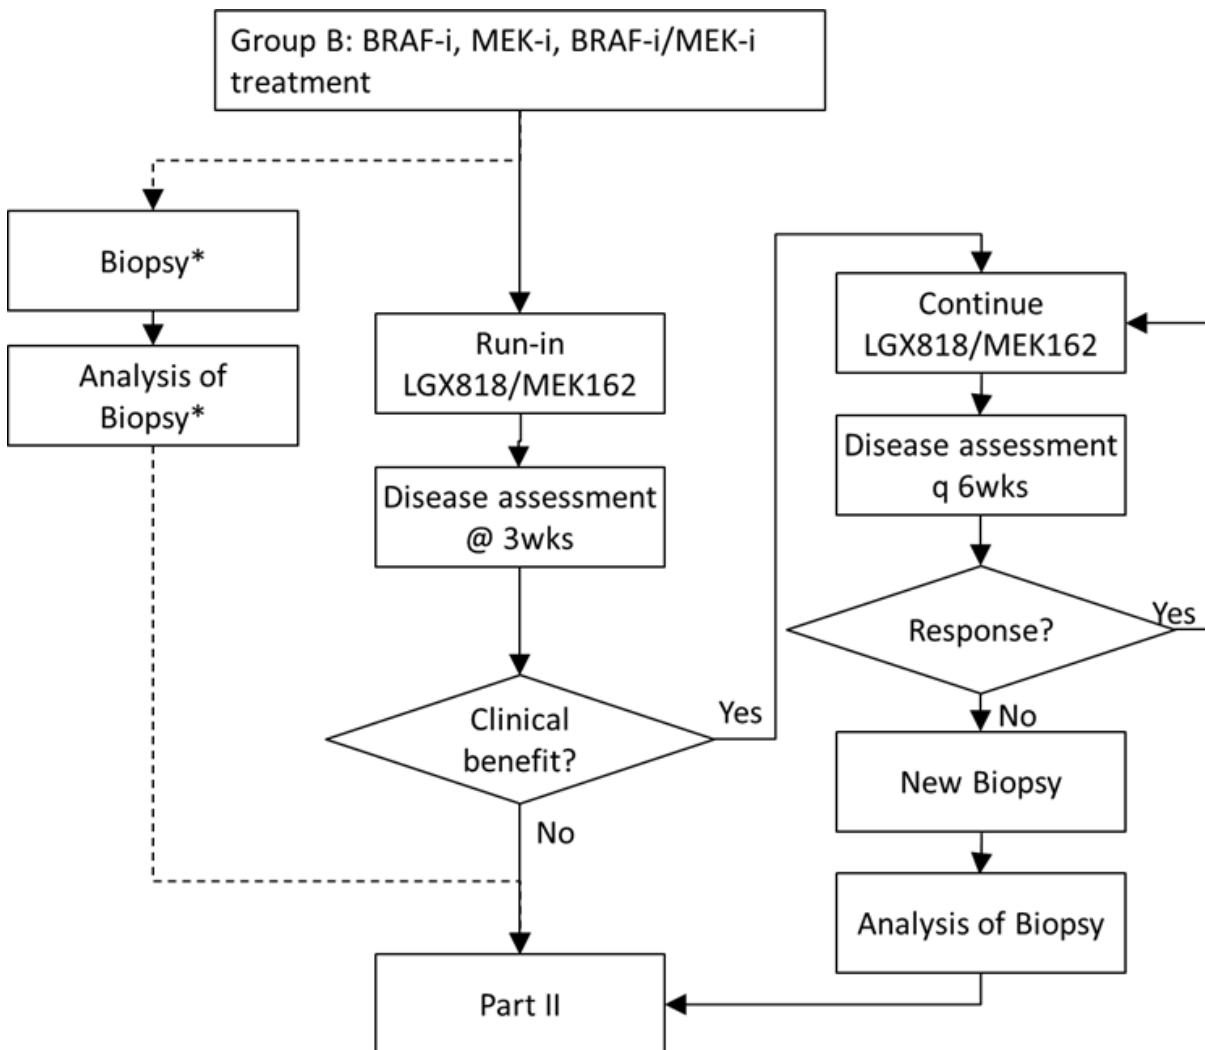 Group B: BRAF-i, MEK-i, BRAF-i/MEK-i
treatment
Biopsy*
Analysis of
Biopsy*
Run-in
LGX818/MEK162
Disease assessment
@ 3wks
Clinical
benefit?
Yes
No
Continue
LGX818/MEK162
Disease assessment
q 6wks
Response?
Yes
No
New Biopsy
Analysis of Biopsy
Part II